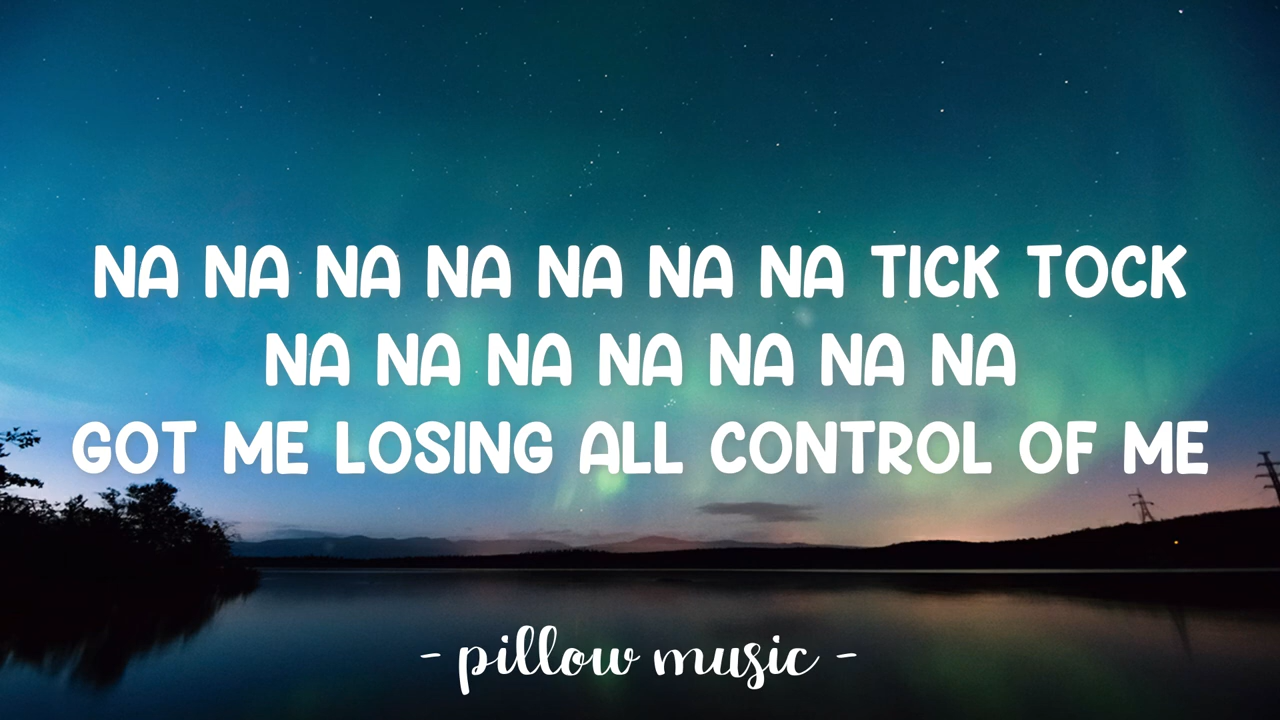 NA NA NA NA NA NA NA TICK TOCK
NA NA NA NA NA NA NA
GOT ME LOSING ALL CONTROL OF ME
- pillow music -